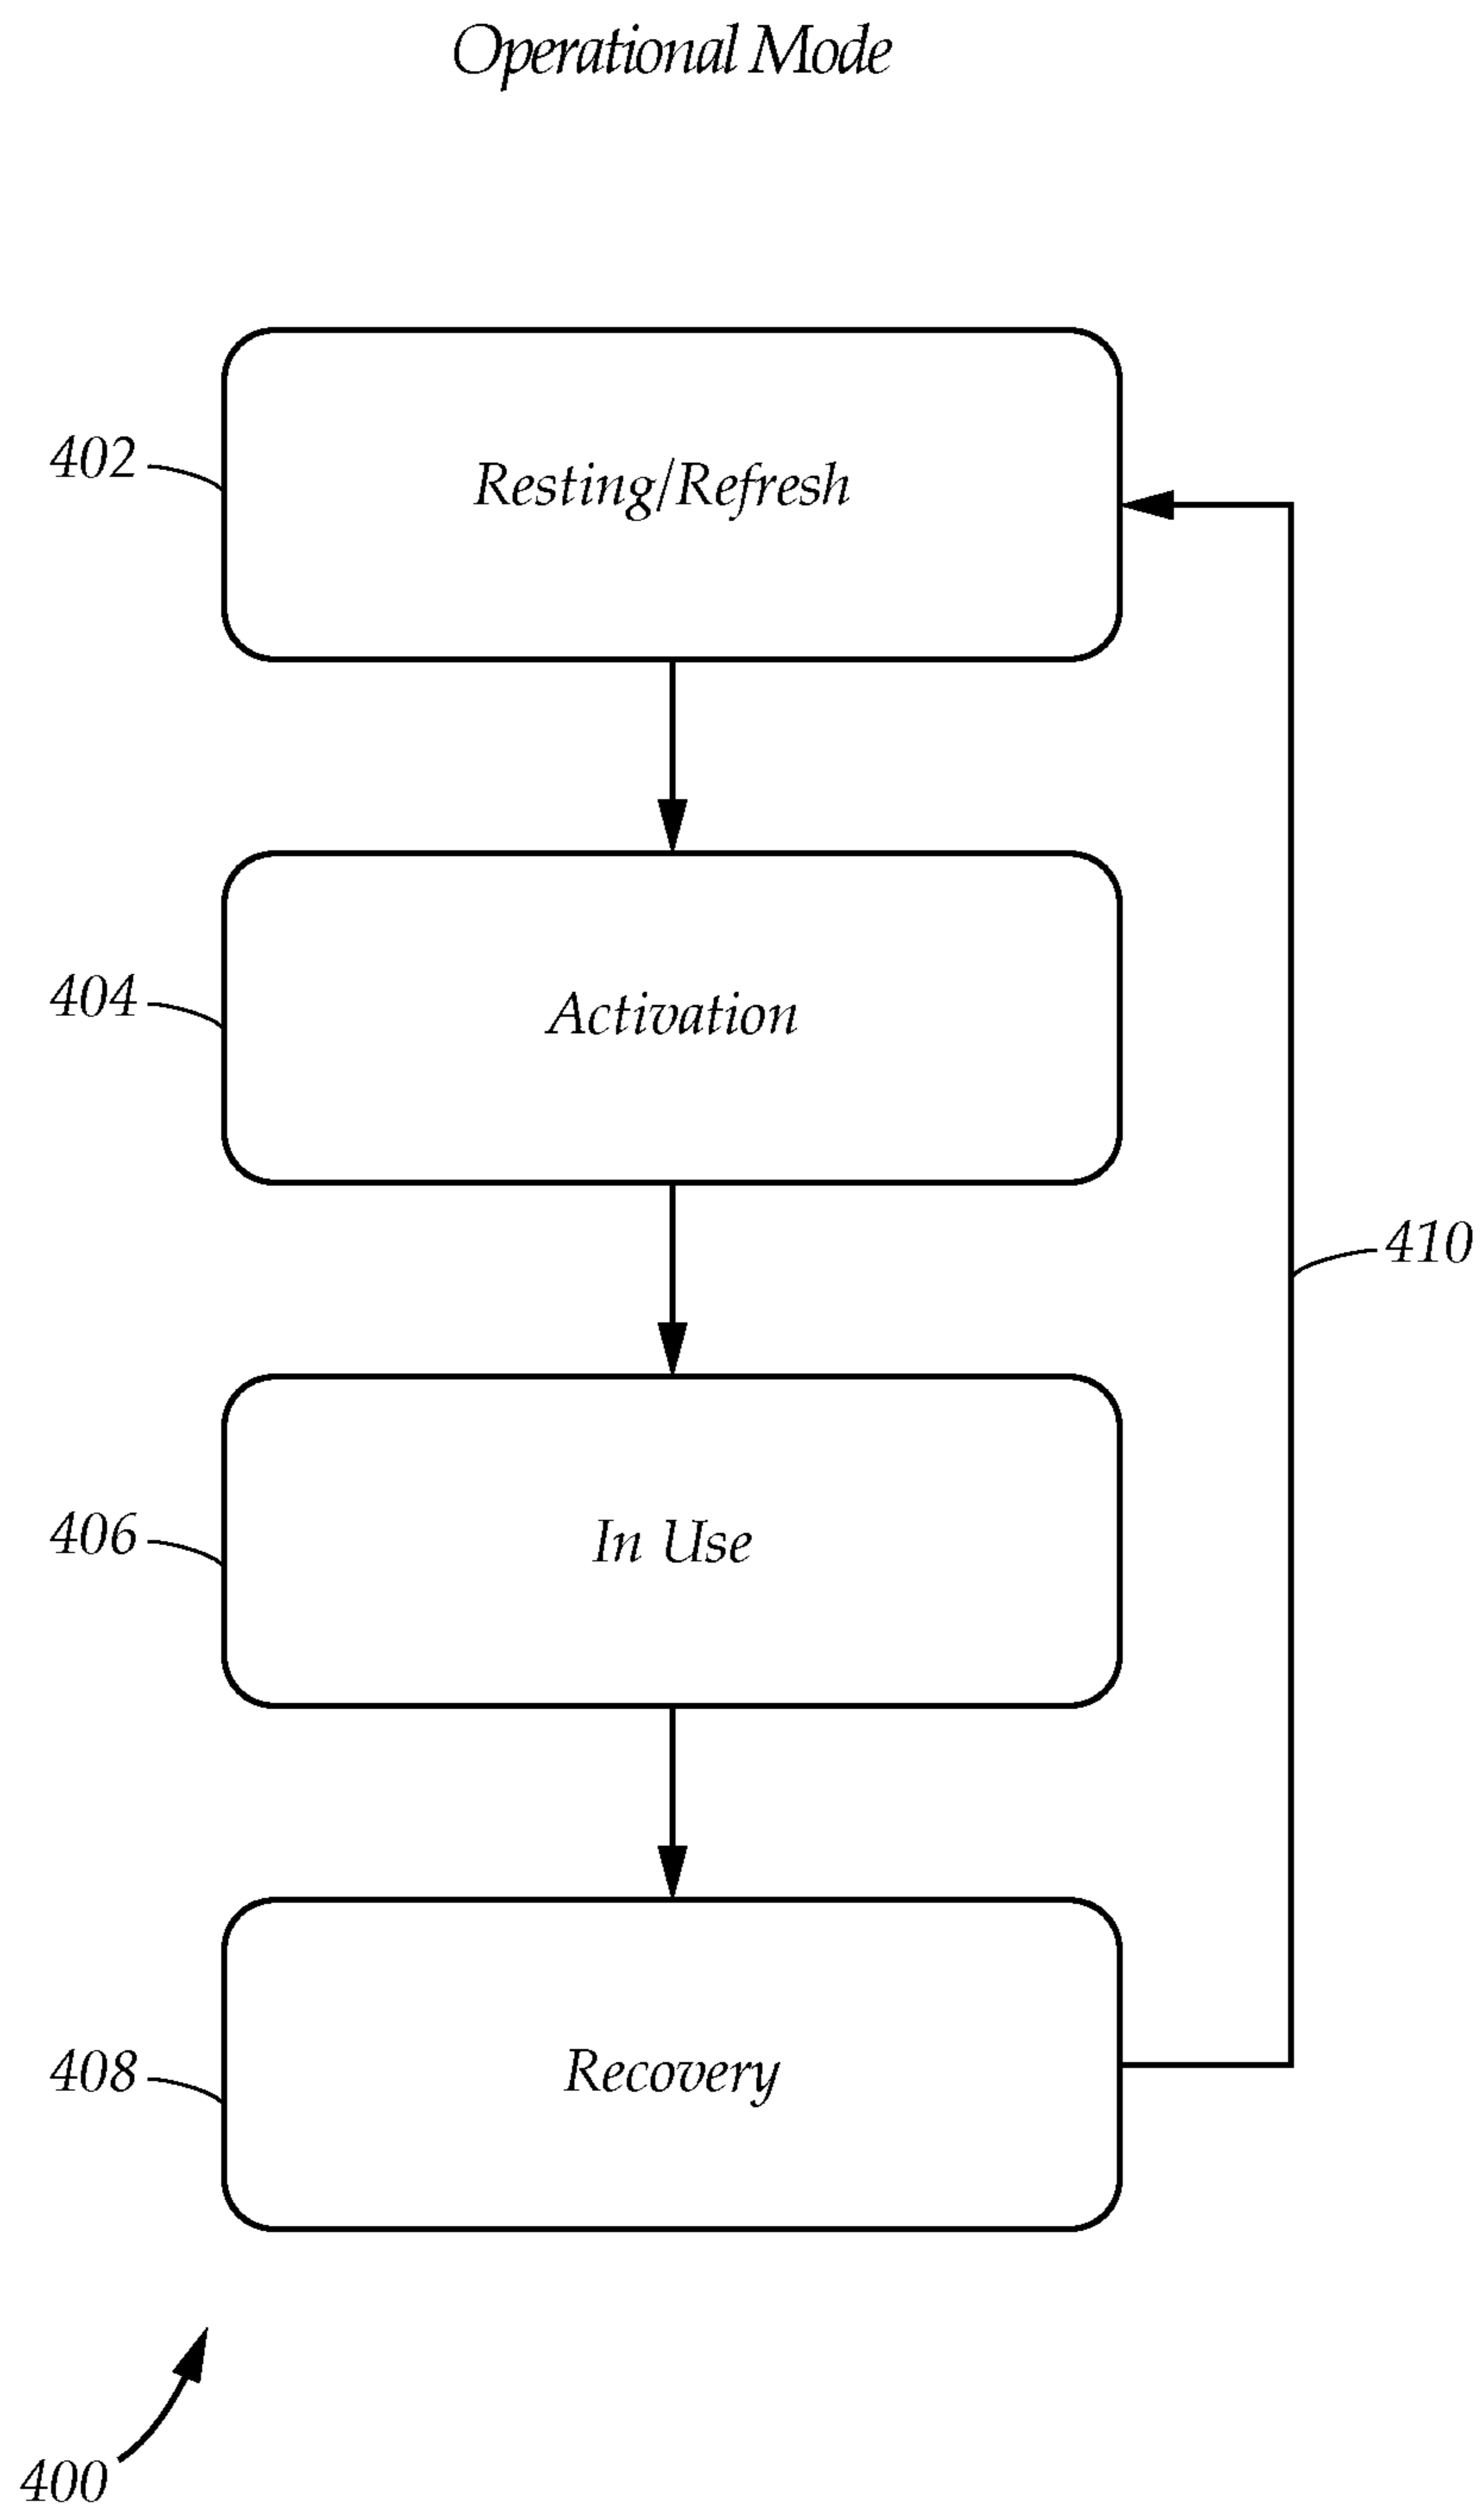 Operational Mode
402
Resting/Refresh
404
Activation
410
406
In Use
408
Recovery
400